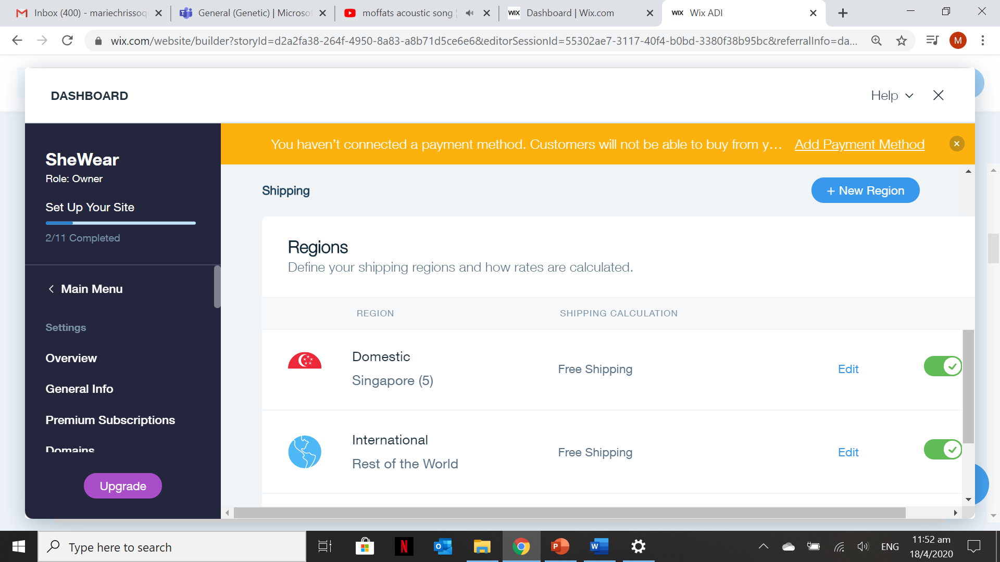 Inbox (400) - mariechrissoq
General (Genetic) | Microsof
moffats acoustic song
WIX Dashboard | Wix.com
WIX Wix ADI
wix.com/website/builder?storyId=d2a2fa38-264f-4950-8a83-a8b71d5ce6e6&editorSessionId=55302ae7-3117-40f4-b0bd-3380f38b95bc&referralInfo=da...
M
DASHBOARD
Help
SheWear
Role: Owner
Set Up Your Site
2/11 Completed
Main Menu
Settings
Overview
General Info
Premium Subscriptions
Domains
Upgrade
You haven't connected a payment method. Customers will not be able to buy from y... Add Payment Method
Shipping
+ New Region
Regions
Define your shipping regions and how rates are calculated.
REGION SHIPPING CALCULATION
Domestic
Singapore (5)
Free Shipping
Edit
International
Rest of the World
Free Shipping
Edit
Type here to search
ENG
11:52 am
18/4/2020